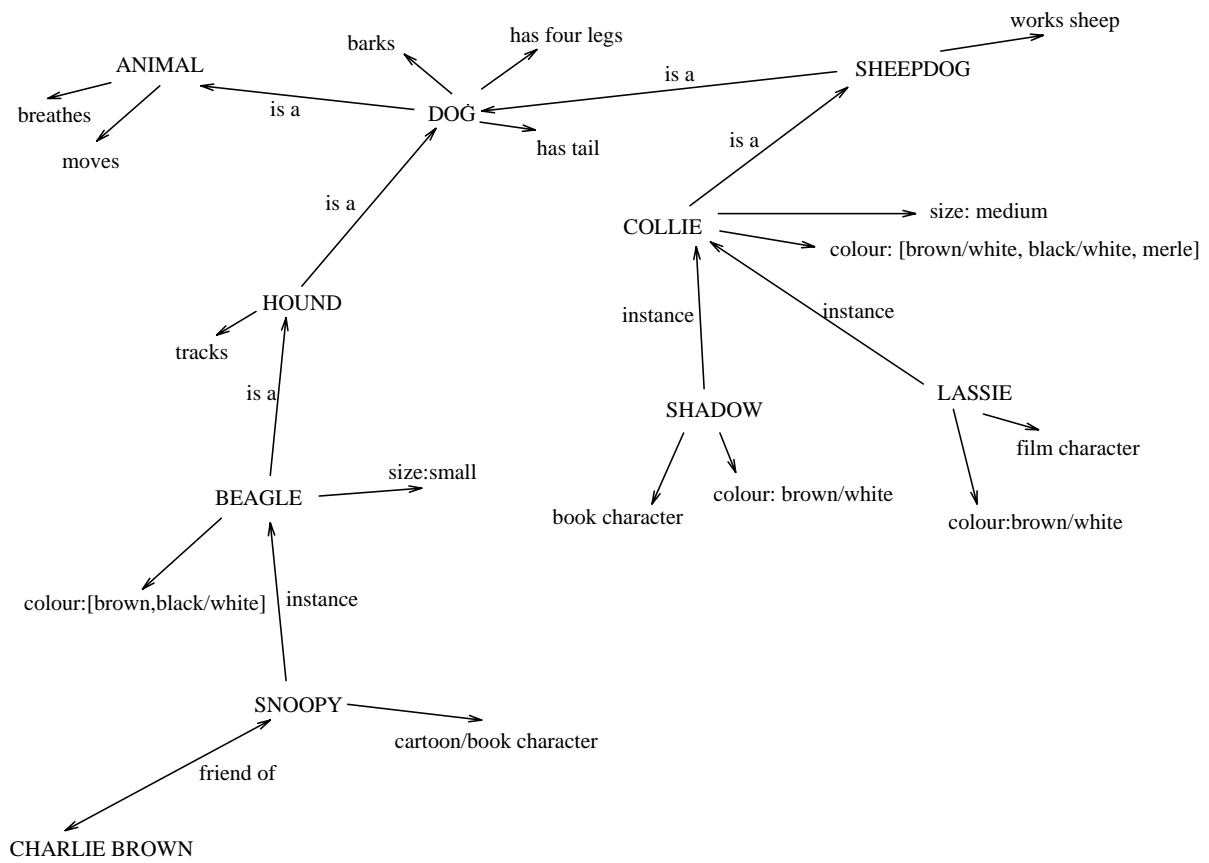 works sheep
has four legs
barks
ANIMAL
SHEEPDOG
is a
is a
breathes
DOG
is a
has tail
moves
is a
size: medium
COLLIE
colour: [brown/white, black/white, merle]
HOUND
instance
instance
tracks
is a
LASSIE
SHADOW
film character
size:small
BEAGLE
colour: brown/white
book character
colour:brown/white
colour:[brown,black/white]
instance
SNOOPY
cartoon/book character
friend of
CHARLIE BROWN